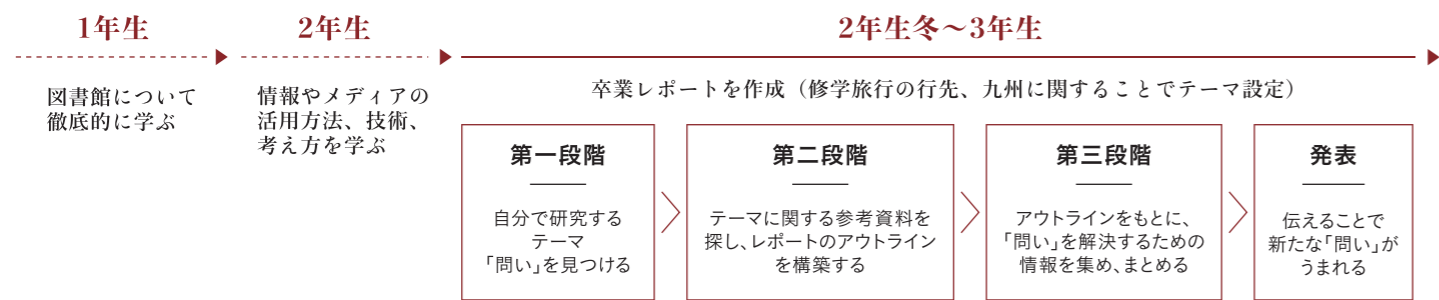 1年生
図書館について
徹底的に学ぶ
2年生
情報やメディアの
活用方法、技術、
考え方を学ぶ
2年生冬〜3年生
卒業レポートを作成（修学旅行の行先、九州に関することでテーマ設定）
第一段階
自分で研究する
テーマ
「問い」を見つける
第二段階
テーマに関する参考資料を
探し、レポートのアウトライン
を構築する
第三段階
アウトラインをもとに、
「問い」を解決するための
情報を集め、まとめる
発表
伝えることで
新たな「問い」が
うまれる